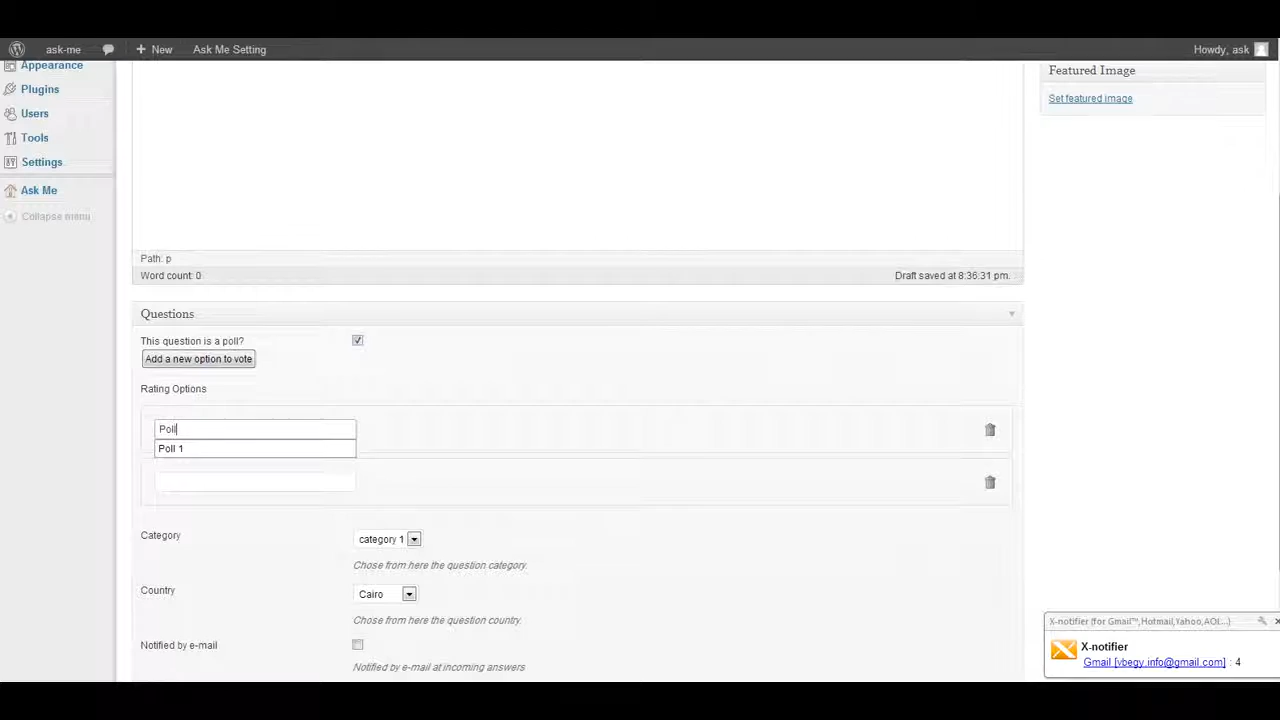 ask-me
New
Ask Me Setting
Howdy, ask
Appearance
Plugins
Users
Tools
Settings
Ask Me
Collapse menu
Featured Image
Set featured image
Path: p
Word count: 0
Draft saved at 8:36:31 pm.
Questions
This question is a poll?
Add a new option to vote
Rating Options
Poll
Poll 1
Category
category 1
Chose from here the question category.
Country
Cairo
Chose from here the question country.
Notified by e-mail
Notified by e-mail at incoming answers
X-notifier (for Gmail™,Hotmail,Yahoo,AOL...)
X-notifier
Gmail [vbegy.info@gmail.com] : 4